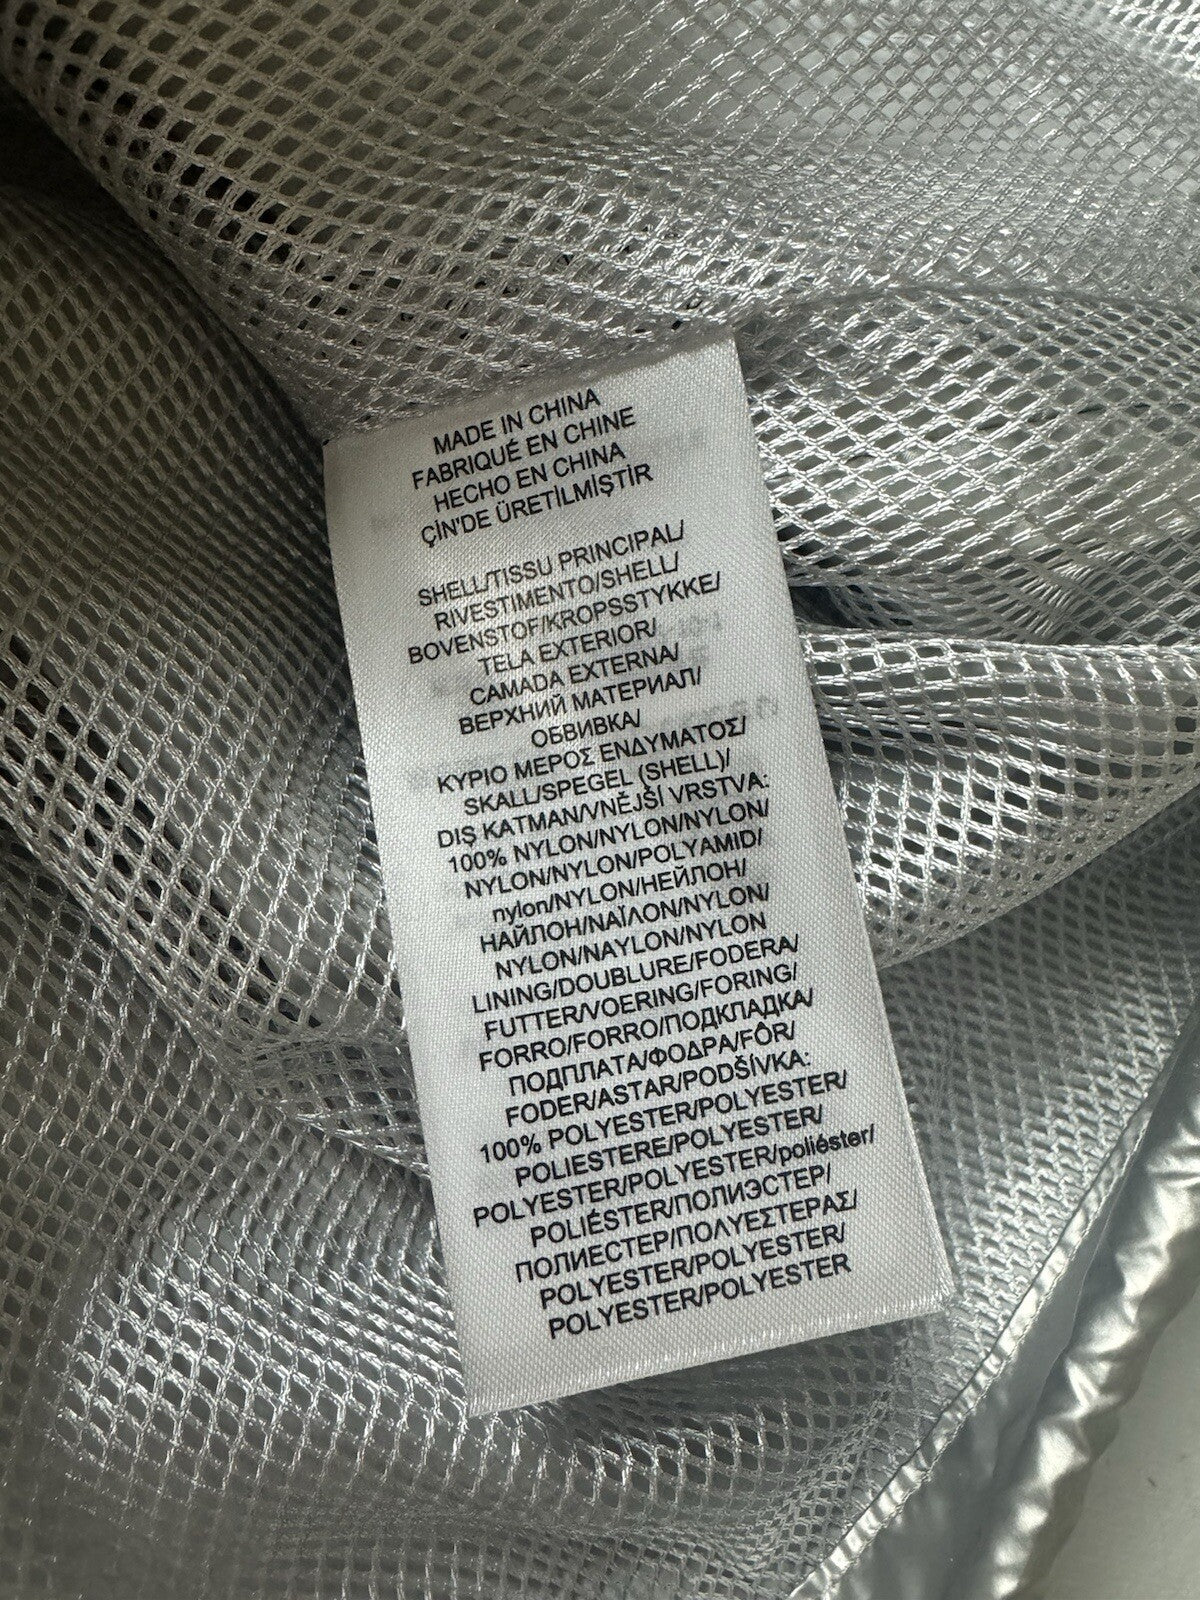 MADE IN CHINA
FABRIQUÉ EN CHINE
HECHO EN CHINA
ÇİN'DE ÜRETİLMİŞTİR
SHELL/TISSU PRINCIPAL/
RIVESTIMENTO/SHELL/
BOVENSTOF/KROPSSTYKKE/
TELA EXTERIOR/
CAMADA EXTERNA/
ВЕРХНИЙ МАТЕРИАЛ/
ОБВИВКА/
ΚΥΡΙΟ ΜΕΡΟΣ ΕΝΔΥΜΑΤΟΣ/
SKALL/SPEGEL (SHELL)/
DIŞ KATMAN/VNĚJŠÍ VRSTVA:
100% NYLON/NYLON/NYLON/
NYLON/NYLON/POLYAMID/
nylon/NYLON/НЕЙЛОН/
НАЙЛОН/ΝΑΪΛΟΝ/NYLON/
NYLON/NAYLON/NYLON
LINING/DOUBLURE/FODERA/
FUTTER/VOERING/FORING/
FORRO/FORRO/ПОДКЛАДКА/
ПОДПЛАТА/ΦΟΔΡΑ/FÔR/
FODER/ASTAR/PODŠÍVKA:
100% POLYESTER/POLYESTER/
POLIESTERE/POLYESTER/
POLYESTER/POLYESTER/poliéster/
POLIÉSTER/ПОЛИЭСТЕР/
ПОЛИЕСТЕР/ΠΟΛΥΕΣΤΕΡΑΣ/
POLYESTER/POLYESTER/
POLYESTER/POLYESTER